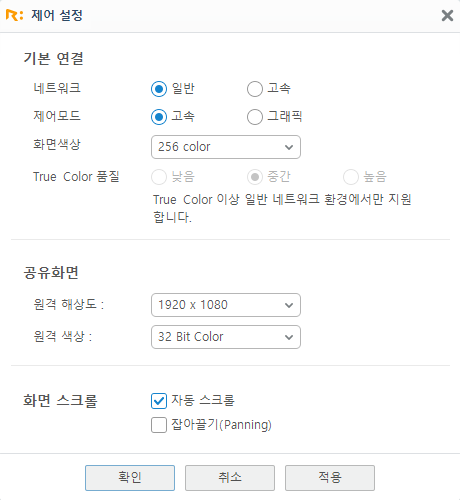 R: 제어 설정
기본 연결
네트워크 일반 고속
제어모드 고속 그래픽
화면색상 256 color
True Color 품질 낮음 중간 높음
True Color 이상 일반 네트워크 환경에서만 지원
합니다.
공유화면
원격 해상도 : 1920 x 1080
원격 색상 : 32 Bit Color
화면 스크롤 자동 스크롤
잡아끌기(Panning)
확인 취소 적용